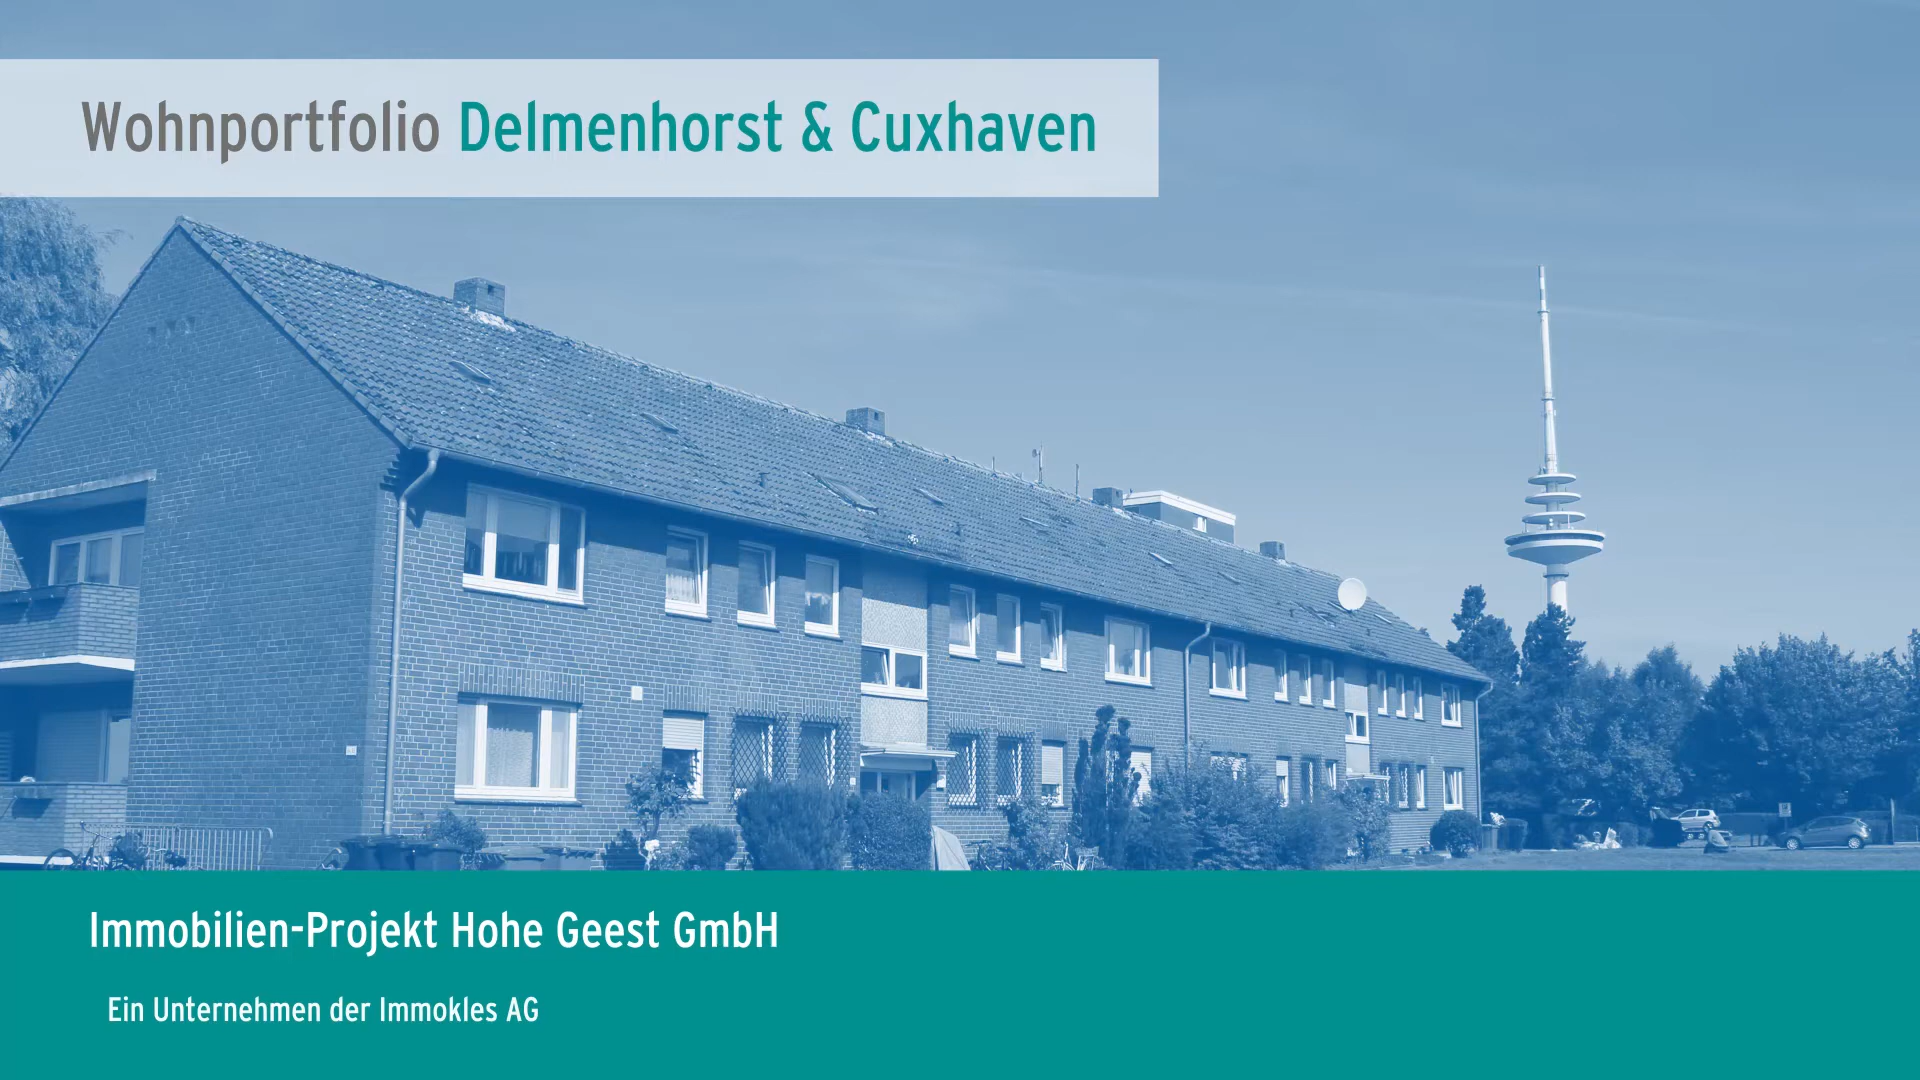 Wohnportfolio Delmenhorst & Cuxhaven
Immobilien-Projekt Hohe Geest GmbH
Ein Unternehmen der Immokles AG